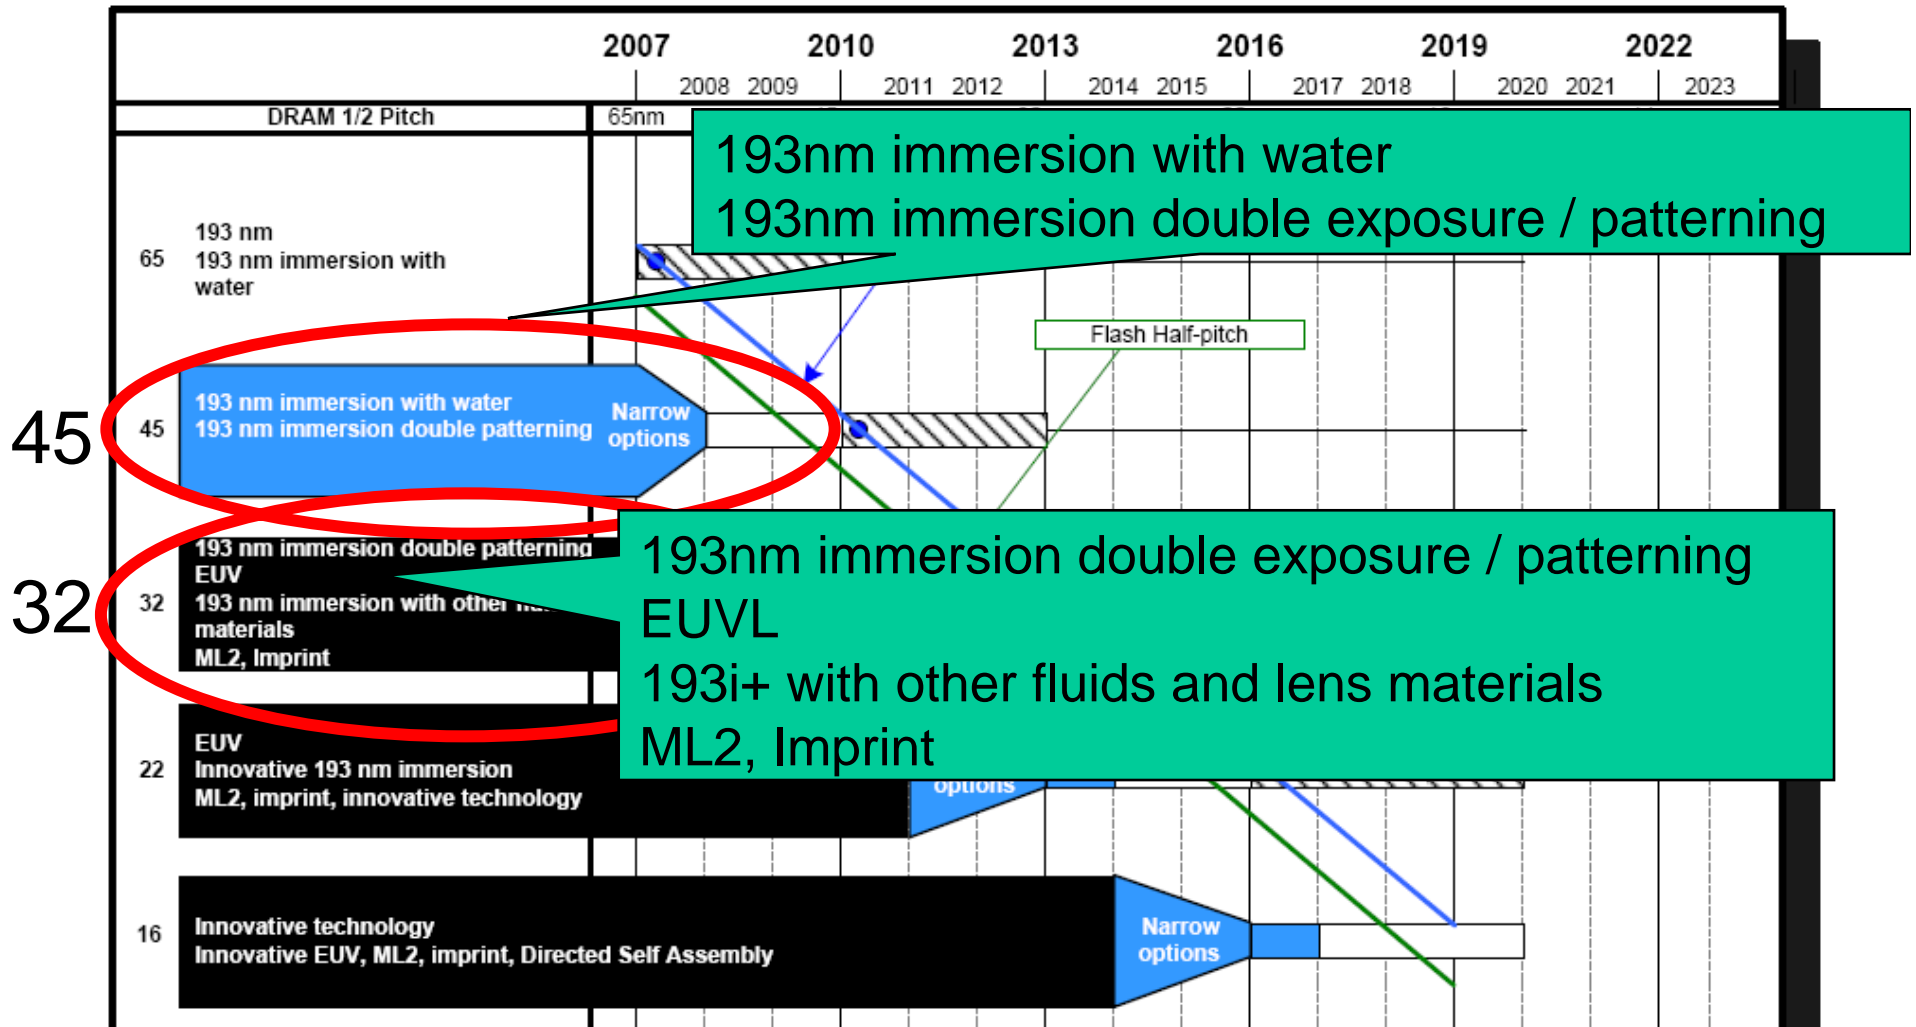 2007 2010 2013 2016 2019 2022
2008 2009 2011 2012 2014 2015 2017 2018 2020 2021 2023
DRAM 1/2 Pitch 65nm
193nm immersion with water
193nm immersion double exposure / patterning
65
193 nm
193 nm immersion with
water
Flash Half-pitch
45
45
193 nm immersion with water
193 nm immersion double patterning
Narrow
options
32
32
193 nm immersion double patterning
EUV
193 nm immersion with other
materials
ML2, Imprint
193nm immersion double exposure / patterning
EUVL
193i+ with other fluids and lens materials
ML2, Imprint
22
EUV
Innovative 193 nm immersion
ML2, imprint, innovative technology
options
16
Innovative technology
Innovative EUV, ML2, imprint, Directed Self Assembly
Narrow
options